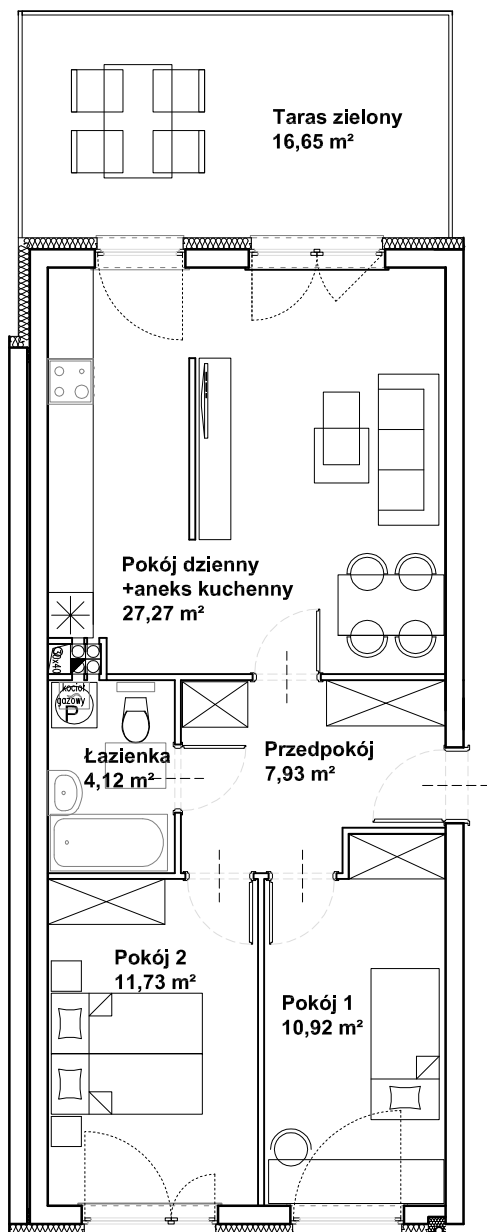 Taras zielony
16,65 m²
Pokój dzienny
+aneks kuchenny
27,27 m²
30x40
kocioł
gazowy
P
Łazienka
4,12 m²
Przedpokój
7,93 m²
Pokój 2
11,73 m²
Pokój 1
10,92 m²